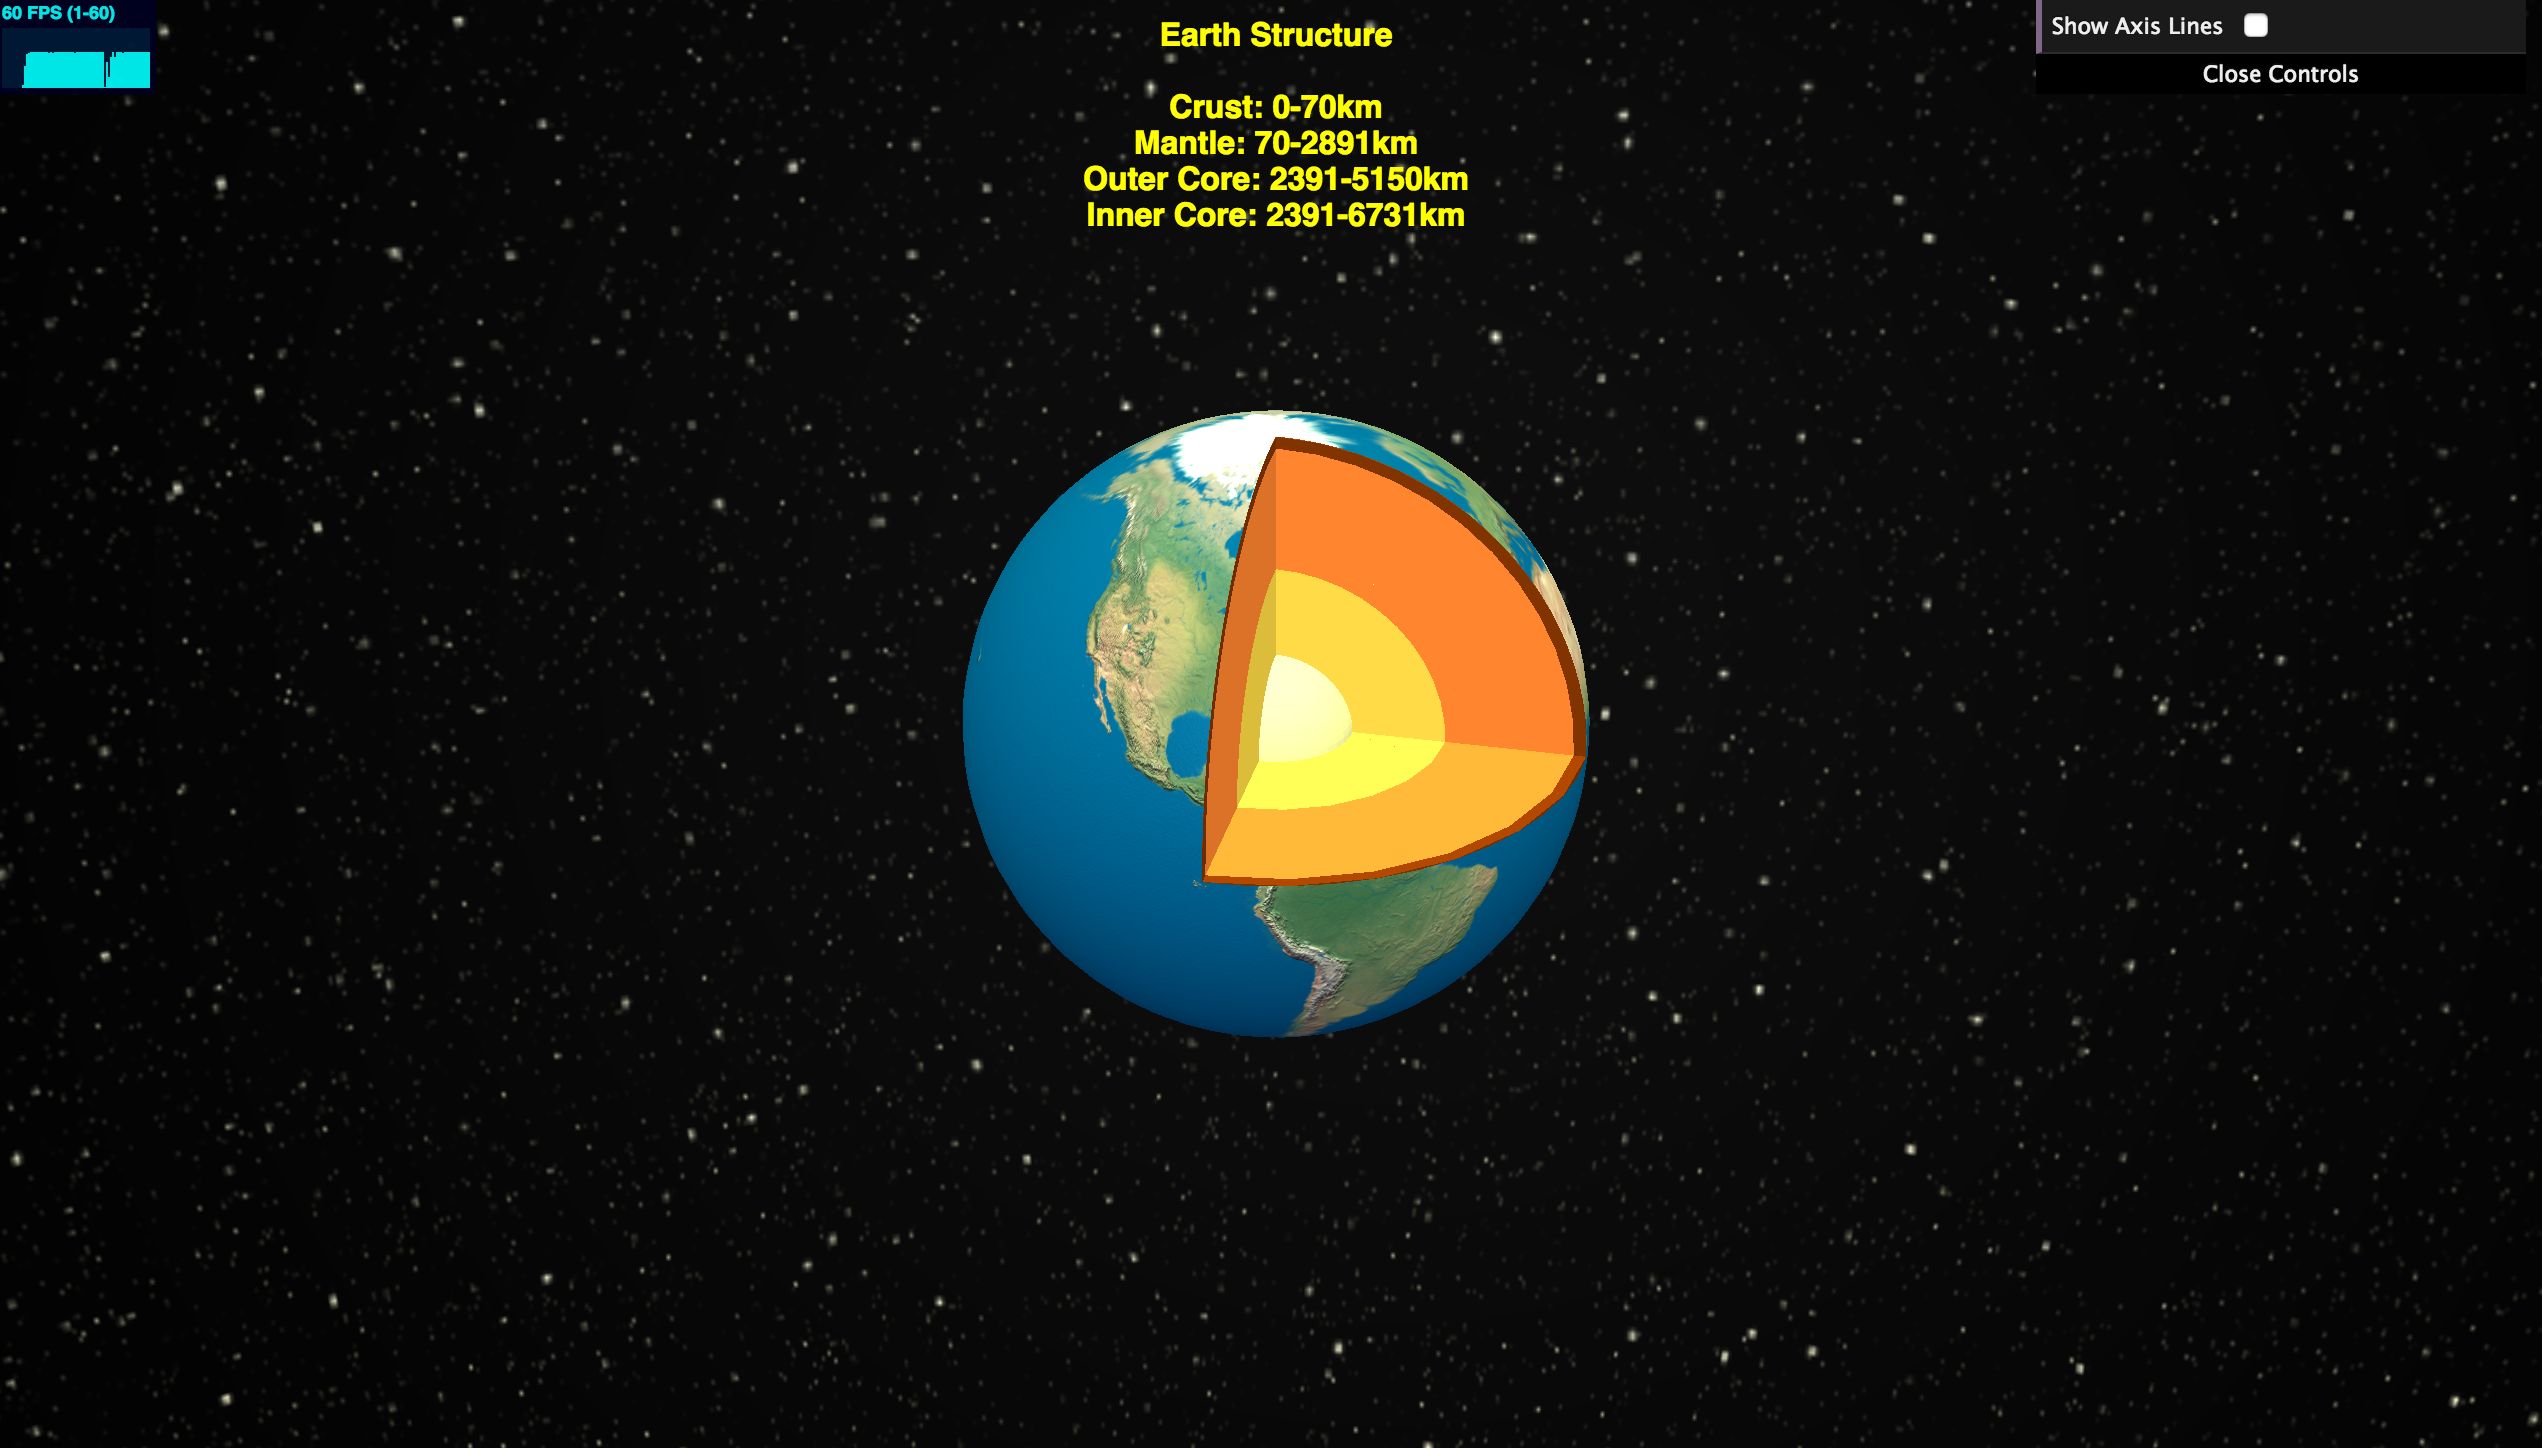 60 FPS (1-60)
Earth Structure
Crust: 0-70km
Mantle: 70-2891km
Outer Core: 2391-5150km
Inner Core: 2391-6731km
Show Axis Lines
Close Controls